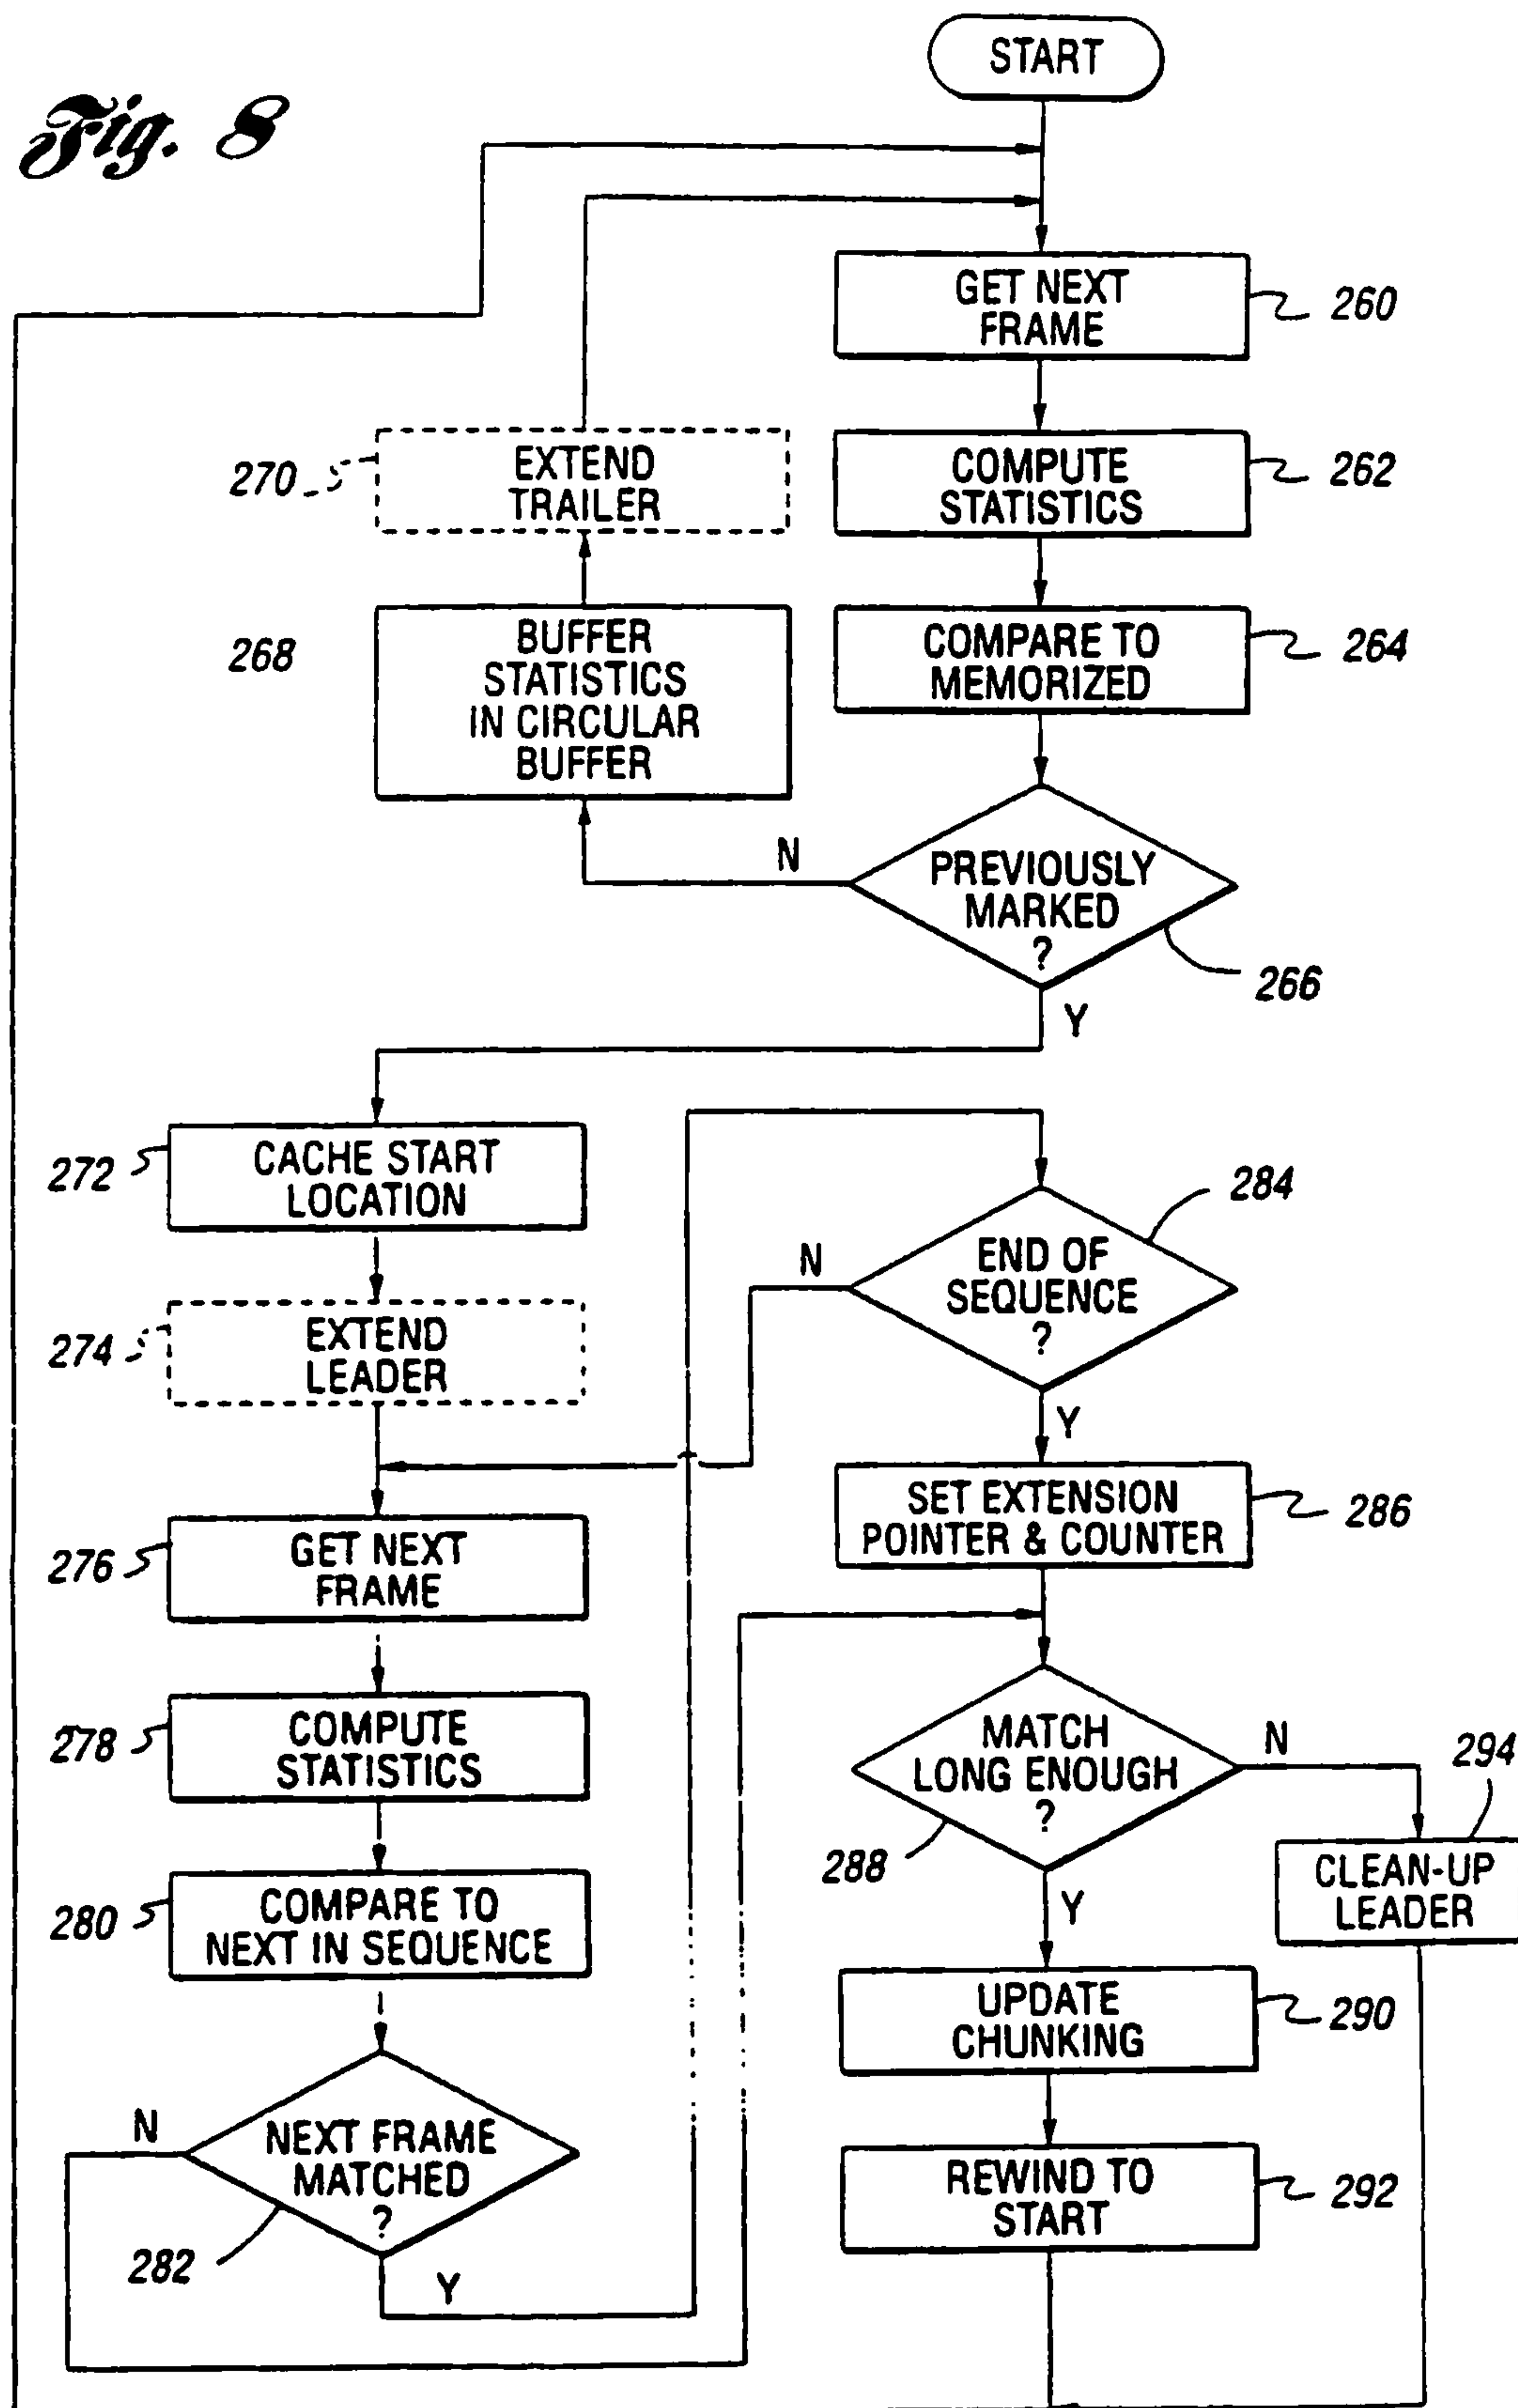 Fig. 8
START
GET NEXT
FRAME
260
EXTEND
TRAILER
270
COMPUTE
STATISTICS
262
BUFFER
STATISTICS
IN CIRCULAR
BUFFER
268
COMPARE TO
MEMORIZED
264
N
PREVIOUSLY
MARKED
?
266
Y
CACHE START
LOCATION
272
END OF
SEQUENCE
?
284
N
Y
EXTEND
LEADER
274
SET EXTENSION
POINTER & COUNTER
286
GET NEXT
FRAME
276
COMPUTE
STATISTICS
278
MATCH
LONG ENOUGH
?
288
N
294
CLEAN-UP
LEADER
Y
COMPARE TO
NEXT IN SEQUENCE
280
UPDATE
CHUNKING
290
N
NEXT FRAME
MATCHED
?
282
Y
REWIND TO
START
292